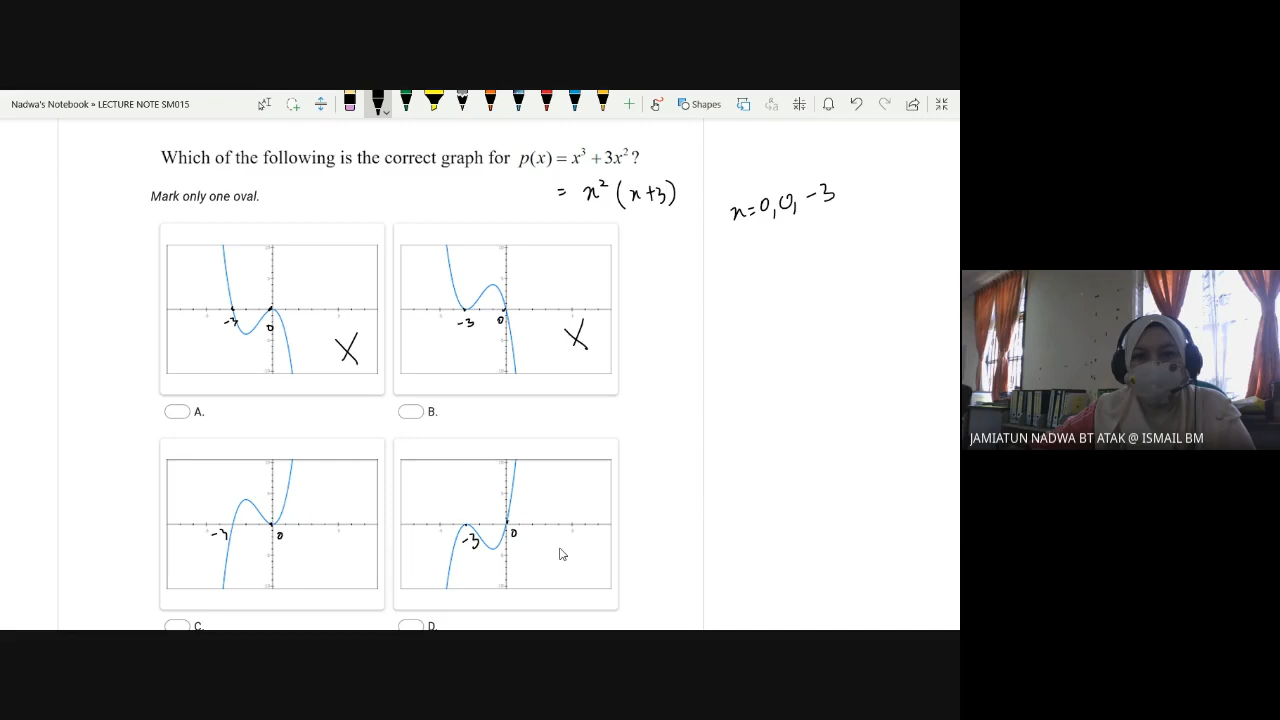 Nadwa's Notebook » LECTURE NOTE SM015
Shapes
Which of the following is the correct graph for p(x) = x³ + 3x²?
= x² (x+3)
x = 0, 0, -3
Mark only one oval.
-3 0 X
-3 0 X
A. B.
-3 0
-3 0
C. D.
JAMIATUN NADWA BT ATAK @ ISMAIL BM